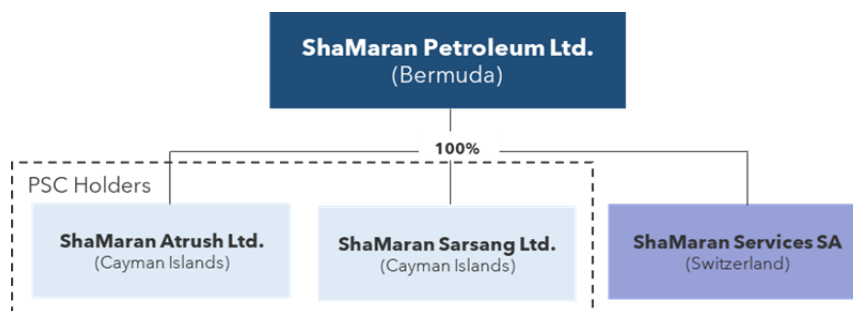 ShaMaran Petroleum Ltd.
(Bermuda)
100%
PSC Holders
ShaMaran Atrush Ltd.
(Cayman Islands)
ShaMaran Sarsang Ltd.
(Cayman Islands)
ShaMaran Services SA
(Switzerland)